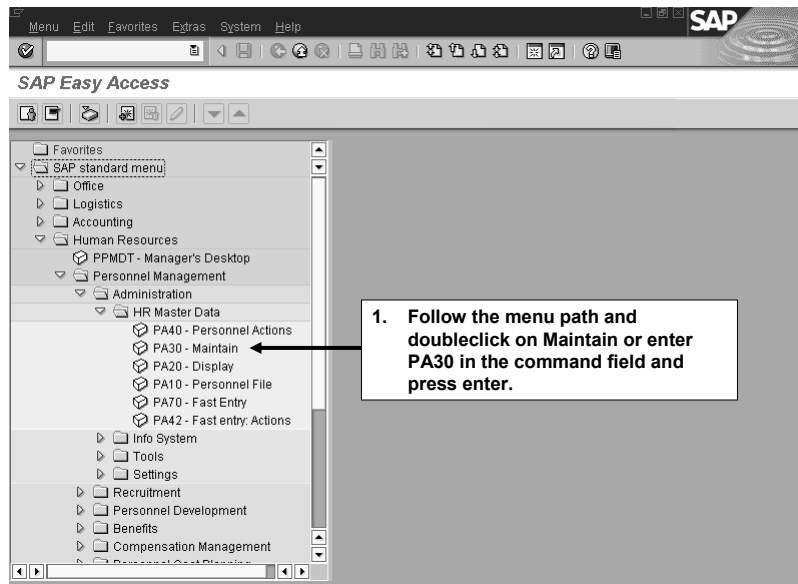 Menu Edit Favorites Extras System Help
SAP
SAP Easy Access
Favorites
SAP standard menu
Office
Logistics
Accounting
Human Resources
PPMDT - Manager's Desktop
Personnel Management
Administration
HR Master Data
PA40 - Personnel Actions
PA30 - Maintain
PA20 - Display
PA10 - Personnel File
PA70 - Fast Entry
PA42 - Fast entry: Actions
Info System
Tools
Settings
Recruitment
Personnel Development
Benefits
Compensation Management
Personnel Cost Planning
1. Follow the menu path and
doubleclick on Maintain or enter
PA30 in the command field and
press enter.